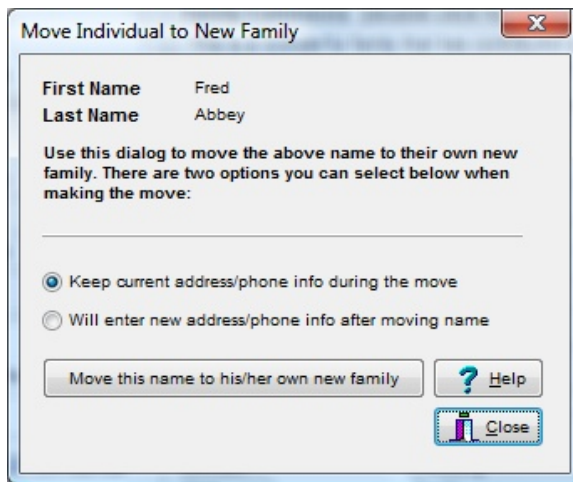 Move Individual to New Family
First Name Fred
Last Name Abbey
Use this dialog to move the above name to their own new
family. There are two options you can select below when
making the move:
Keep current address/phone info during the move
Will enter new address/phone info after moving name
Move this name to his/her own new family
? Help
Close